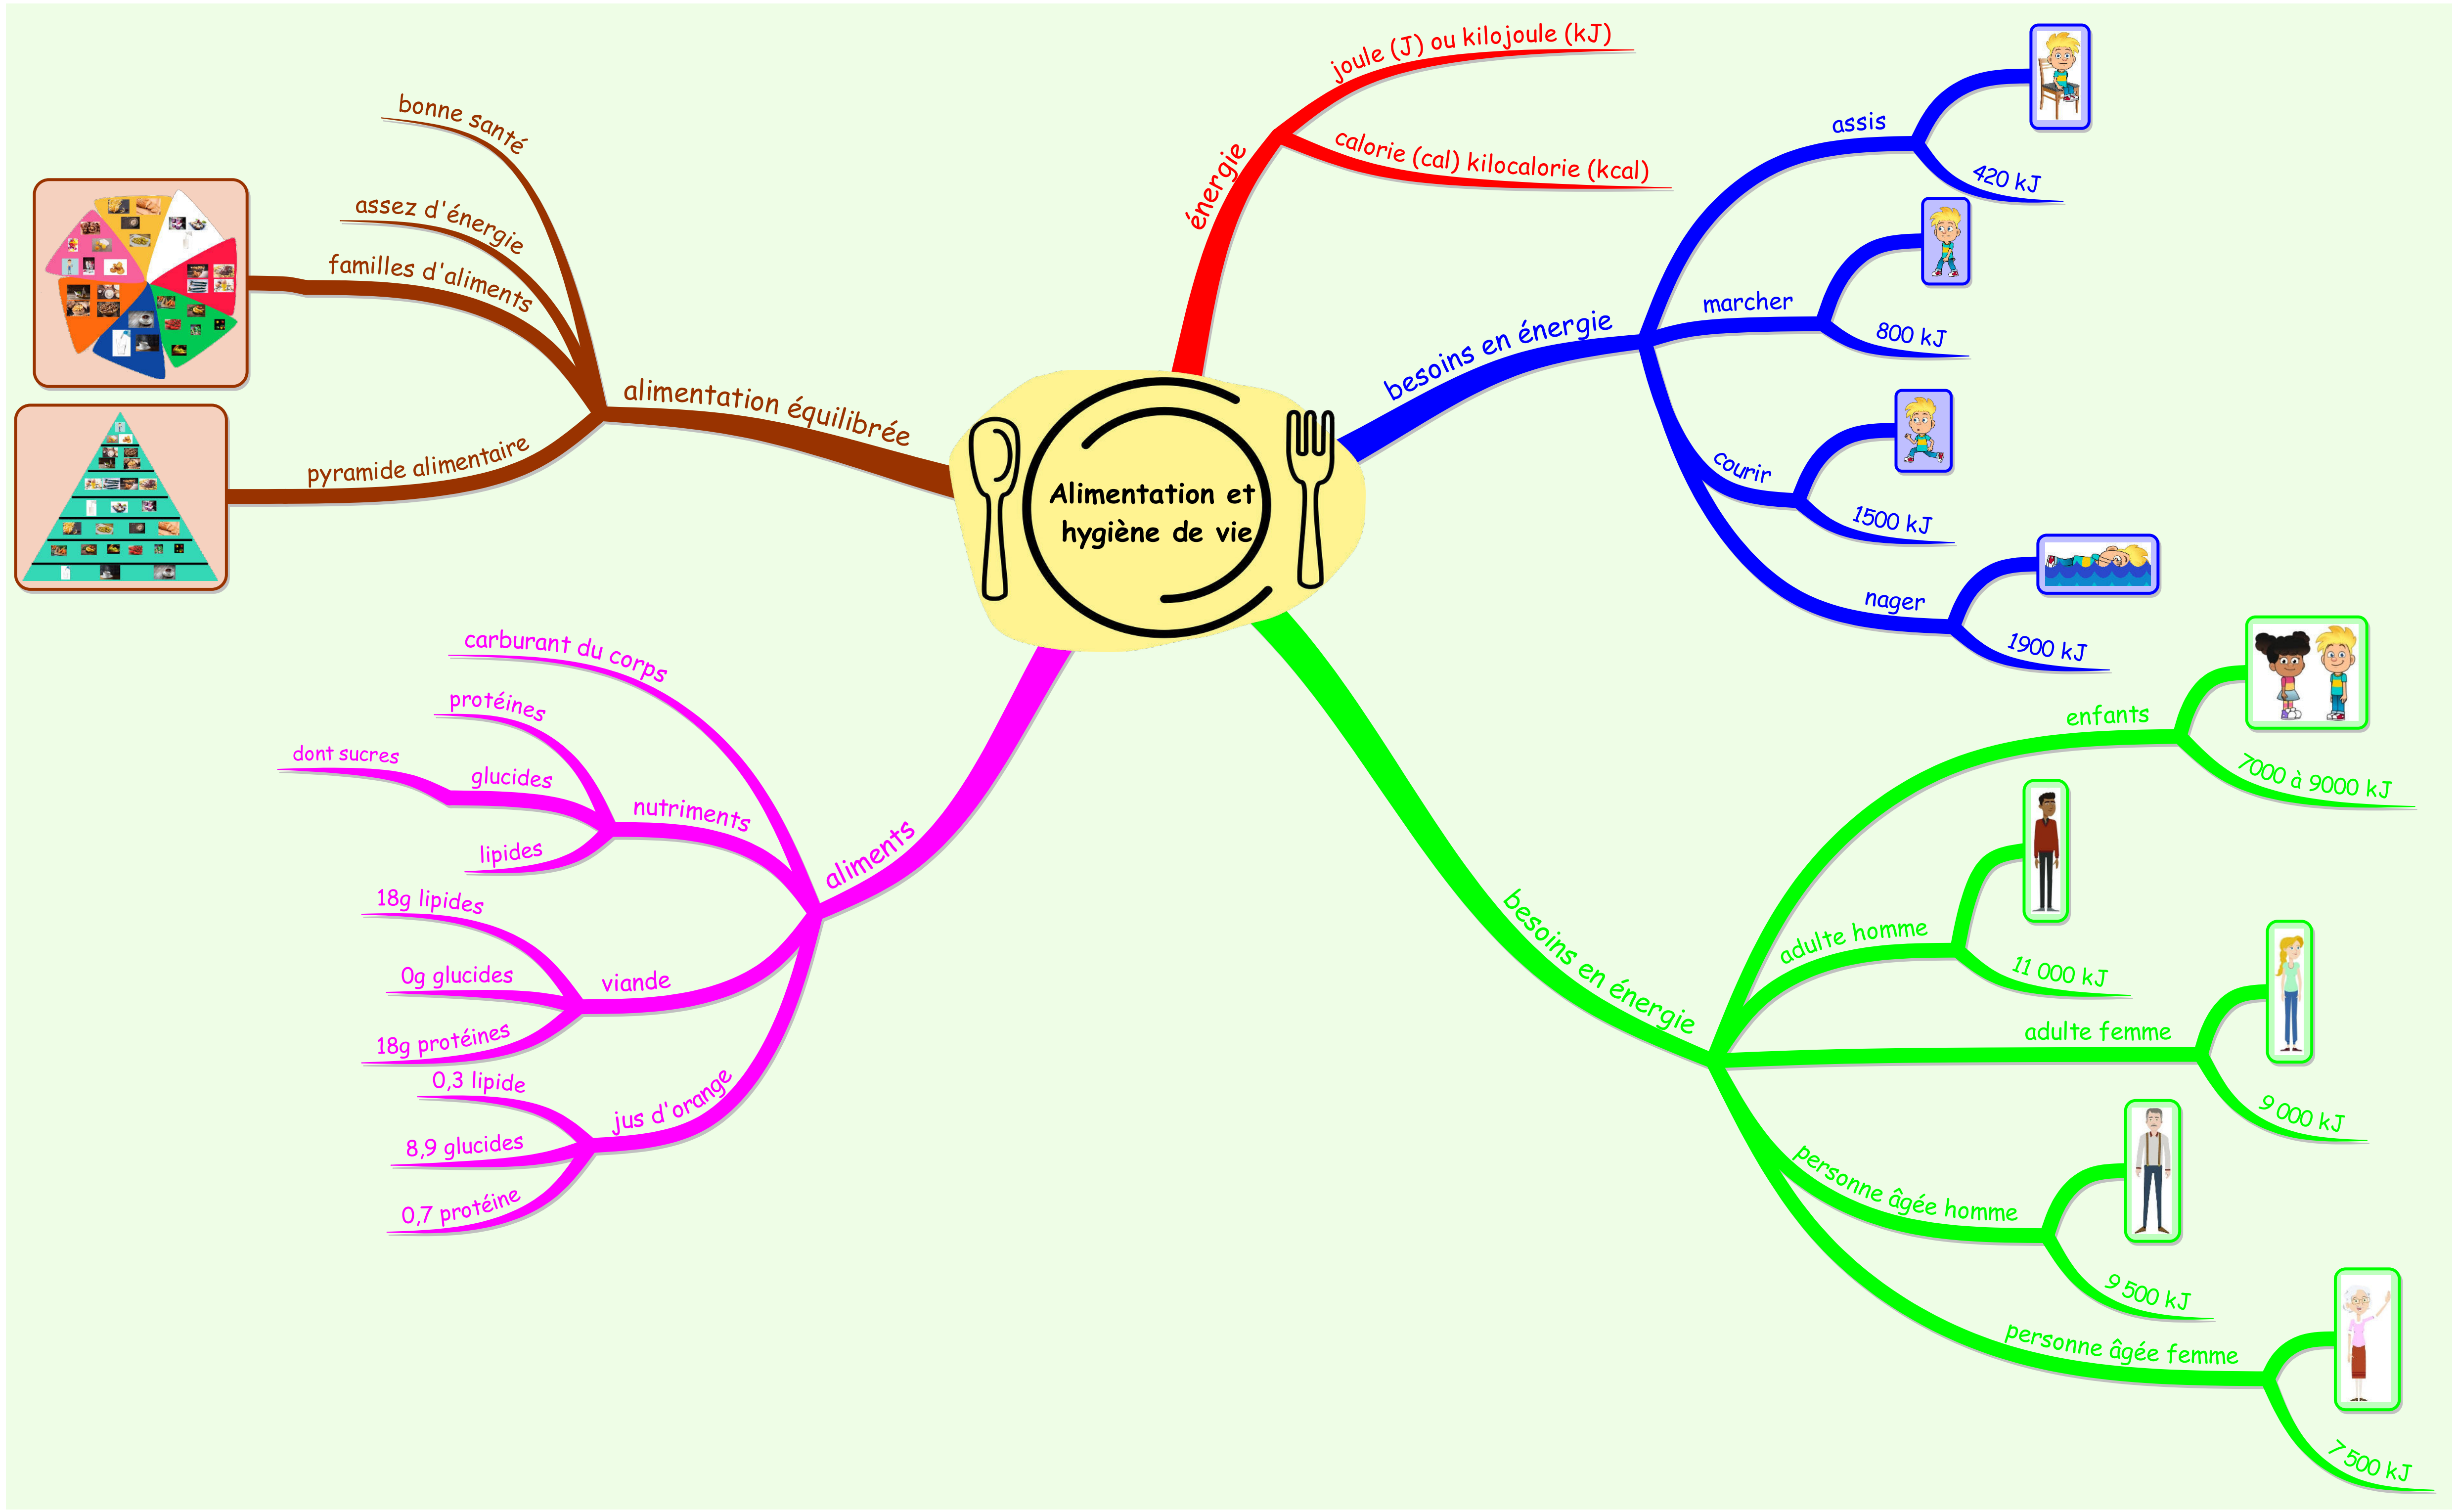 Alimentation et
hygiène de vie
énergie
joule (J) ou kilojoule (kJ)
calorie (cal) kilocalorie (kcal)
besoins en énergie
assis
420 kJ
marcher
800 kJ
courir
1500 kJ
nager
1900 kJ
besoins en énergie
enfants
7000 à 9000 kJ
adulte homme
11 000 kJ
adulte femme
9 000 kJ
personne âgée homme
9 500 kJ
personne âgée femme
7 500 kJ
alimentation équilibrée
bonne santé
assez d'énergie
familles d'aliments
pyramide alimentaire
aliments
carburant du corps
nutriments
protéines
glucides
dont sucres
lipides
viande
18g lipides
0g glucides
18g protéines
jus d'orange
0,3 lipide
8,9 glucides
0,7 protéine